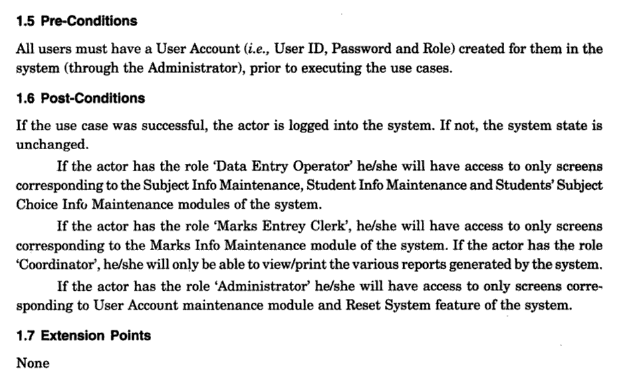 1.5 Pre-Conditions
All users must have a User Account (i.e., User ID, Password and Role) created for them in the
system (through the Administrator), prior to executing the use cases.
1.6 Post-Conditions
If the use case was successful, the actor is logged into the system. If not, the system state is
unchanged.
If the actor has the role ‘Data Entry Operator’ he/she will have access to only screens
corresponding to the Subject Info Maintenance, Student Info Maintenance and Students’ Subject
Choice Info Maintenance modules of the system.
If the actor has the role ‘Marks Entrey Clerk’, he/she will have access to only screens
corresponding to the Marks Info Maintenance module of the system. If the actor has the role
‘Coordinator’, he/she will only be able to view/print the various reports generated by the system.
If the actor has the role ‘Administrator’ he/she will have access to only screens corre-
sponding to User Account maintenance module and Reset System feature of the system.
1.7 Extension Points
None